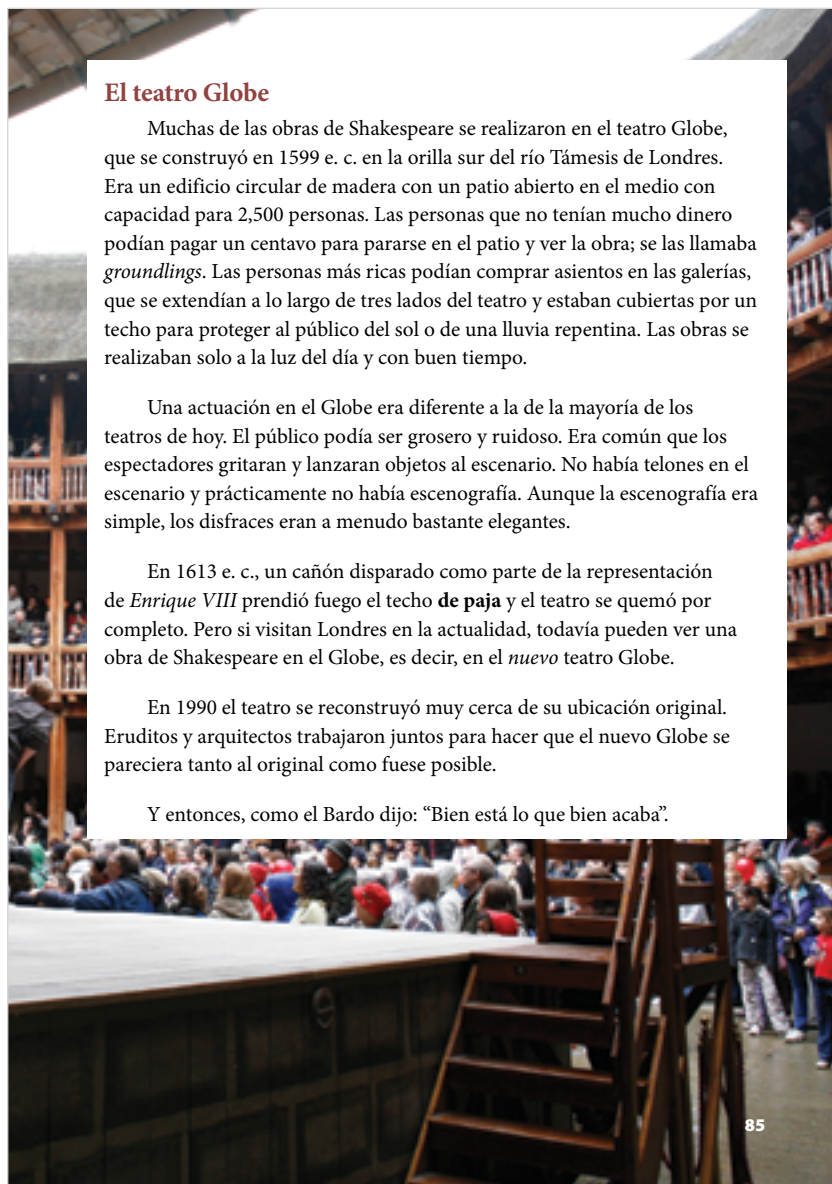 El teatro Globe
Muchas de las obras de Shakespeare se realizaron en el teatro Globe,
que se construyó en 1599 e. c. en la orilla sur del río Támesis de Londres.
Era un edificio circular de madera con un patio abierto en el medio con
capacidad para 2,500 personas. Las personas que no tenían mucho dinero
podían pagar un centavo para pararse en el patio y ver la obra; se las llamaba
groundlings. Las personas más ricas podían comprar asientos en las galerías,
que se extendían a lo largo de tres lados del teatro y estaban cubiertas por un
techo para proteger al público del sol o de una lluvia repentina. Las obras se
realizaban solo a la luz del día y con buen tiempo.
Una actuación en el Globe era diferente a la de la mayoría de los
teatros de hoy. El público podía ser grosero y ruidoso. Era común que los
espectadores gritaran y lanzaran objetos al escenario. No había telones en el
escenario y prácticamente no había escenografía. Aunque la escenografía era
simple, los disfraces eran a menudo bastante elegantes.
En 1613 e. c., un cañón disparado como parte de la representación
de Enrique VIII prendió fuego el techo de paja y el teatro se quemó por
completo. Pero si visitan Londres en la actualidad, todavía pueden ver una
obra de Shakespeare en el Globe, es decir, en el nuevo teatro Globe.
En 1990 el teatro se reconstruyó muy cerca de su ubicación original.
Eruditos y arquitectos trabajaron juntos para hacer que el nuevo Globe se
pareciera tanto al original como fuese posible.
Y entonces, como el Bardo dijo: “Bien está lo que bien acaba”.
85